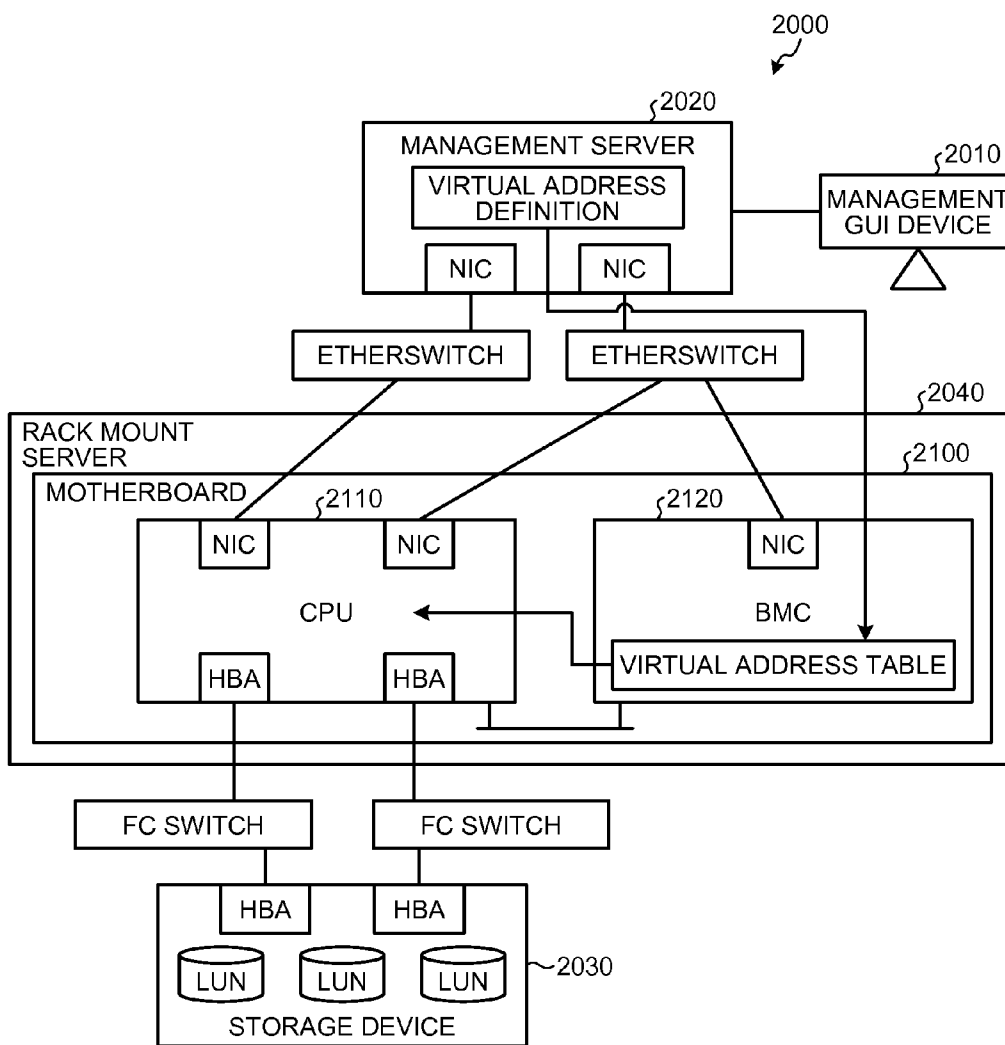 2000
2020
MANAGEMENT SERVER
VIRTUAL ADDRESS
DEFINITION
NIC
NIC
2010
MANAGEMENT
GUI DEVICE
ETHERSWITCH
ETHERSWITCH
2040
RACK MOUNT
SERVER
2100
MOTHERBOARD
2110
NIC
NIC
CPU
HBA
HBA
2120
NIC
BMC
VIRTUAL ADDRESS TABLE
FC SWITCH
FC SWITCH
HBA
HBA
LUN
LUN
LUN
2030
STORAGE DEVICE